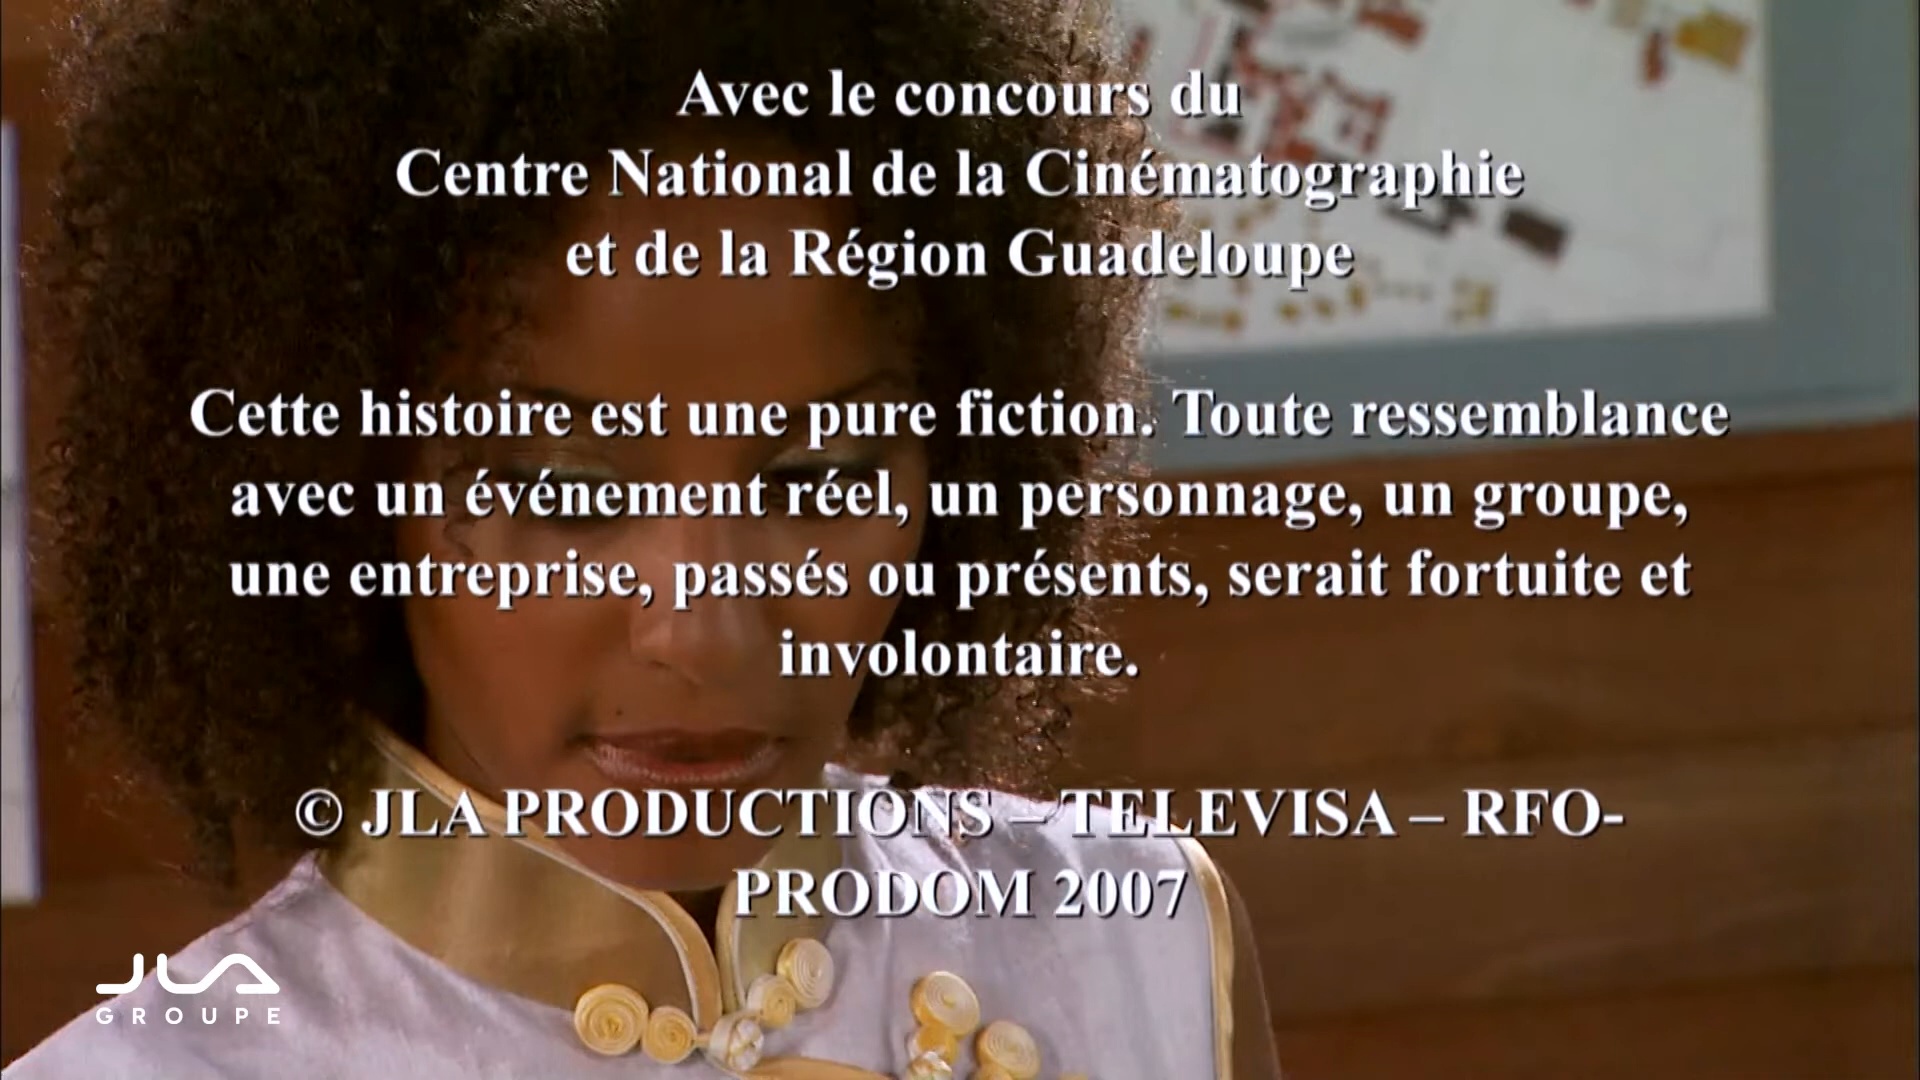 Avec le concours du
Centre National de la Cinématographie
et de la Région Guadeloupe
Cette histoire est une pure fiction. Toute ressemblance
avec un événement réel, un personnage, un groupe,
une entreprise, passés ou présents, serait fortuite et
involontaire.
© JLA PRODUCTIONS – TELEVISA – RFO-
PRODOM 2007
JLA
GROUPE